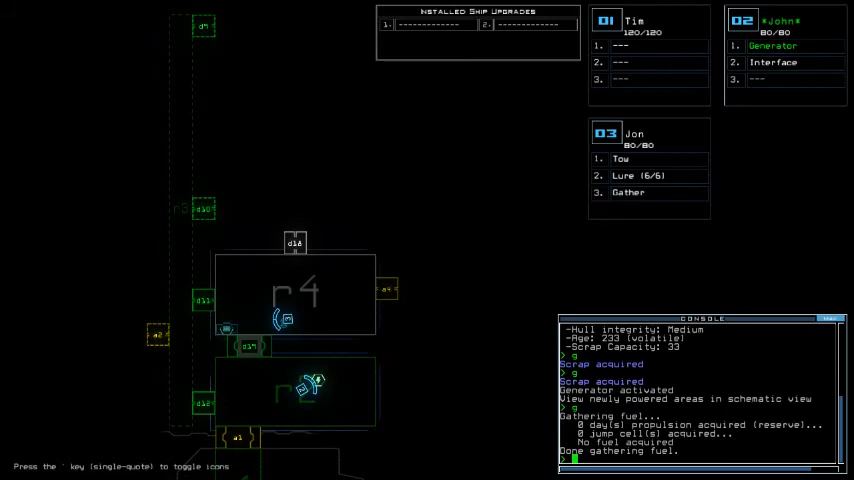 Installed Ship Upgrades
1. -------------- 2. --------------
01 Tim
120/120
1. ---
2. ---
3. ---
02 *John*
80/80
1. Generator
2. Interface
3. ---
03 Jon
80/80
1. Tow
2. Lure (6/6)
3. Gather
d9
d10
d18
r4
a4
d11
3
a2
d19
2
d12
a1
Console
-Hull integrity: Medium
-Age: 233 (volatile)
-Scrap Capacity: 33
> g
Scrap acquired
> g
Scrap acquired
Generator activated
View newly powered areas in schematic view
> g
Gathering fuel...
0 day(s) propulsion acquired (reserve)...
0 jump cell(s) acquired...
No fuel acquired
Done gathering fuel.
>
Press the ' key (single-quote) to toggle icons